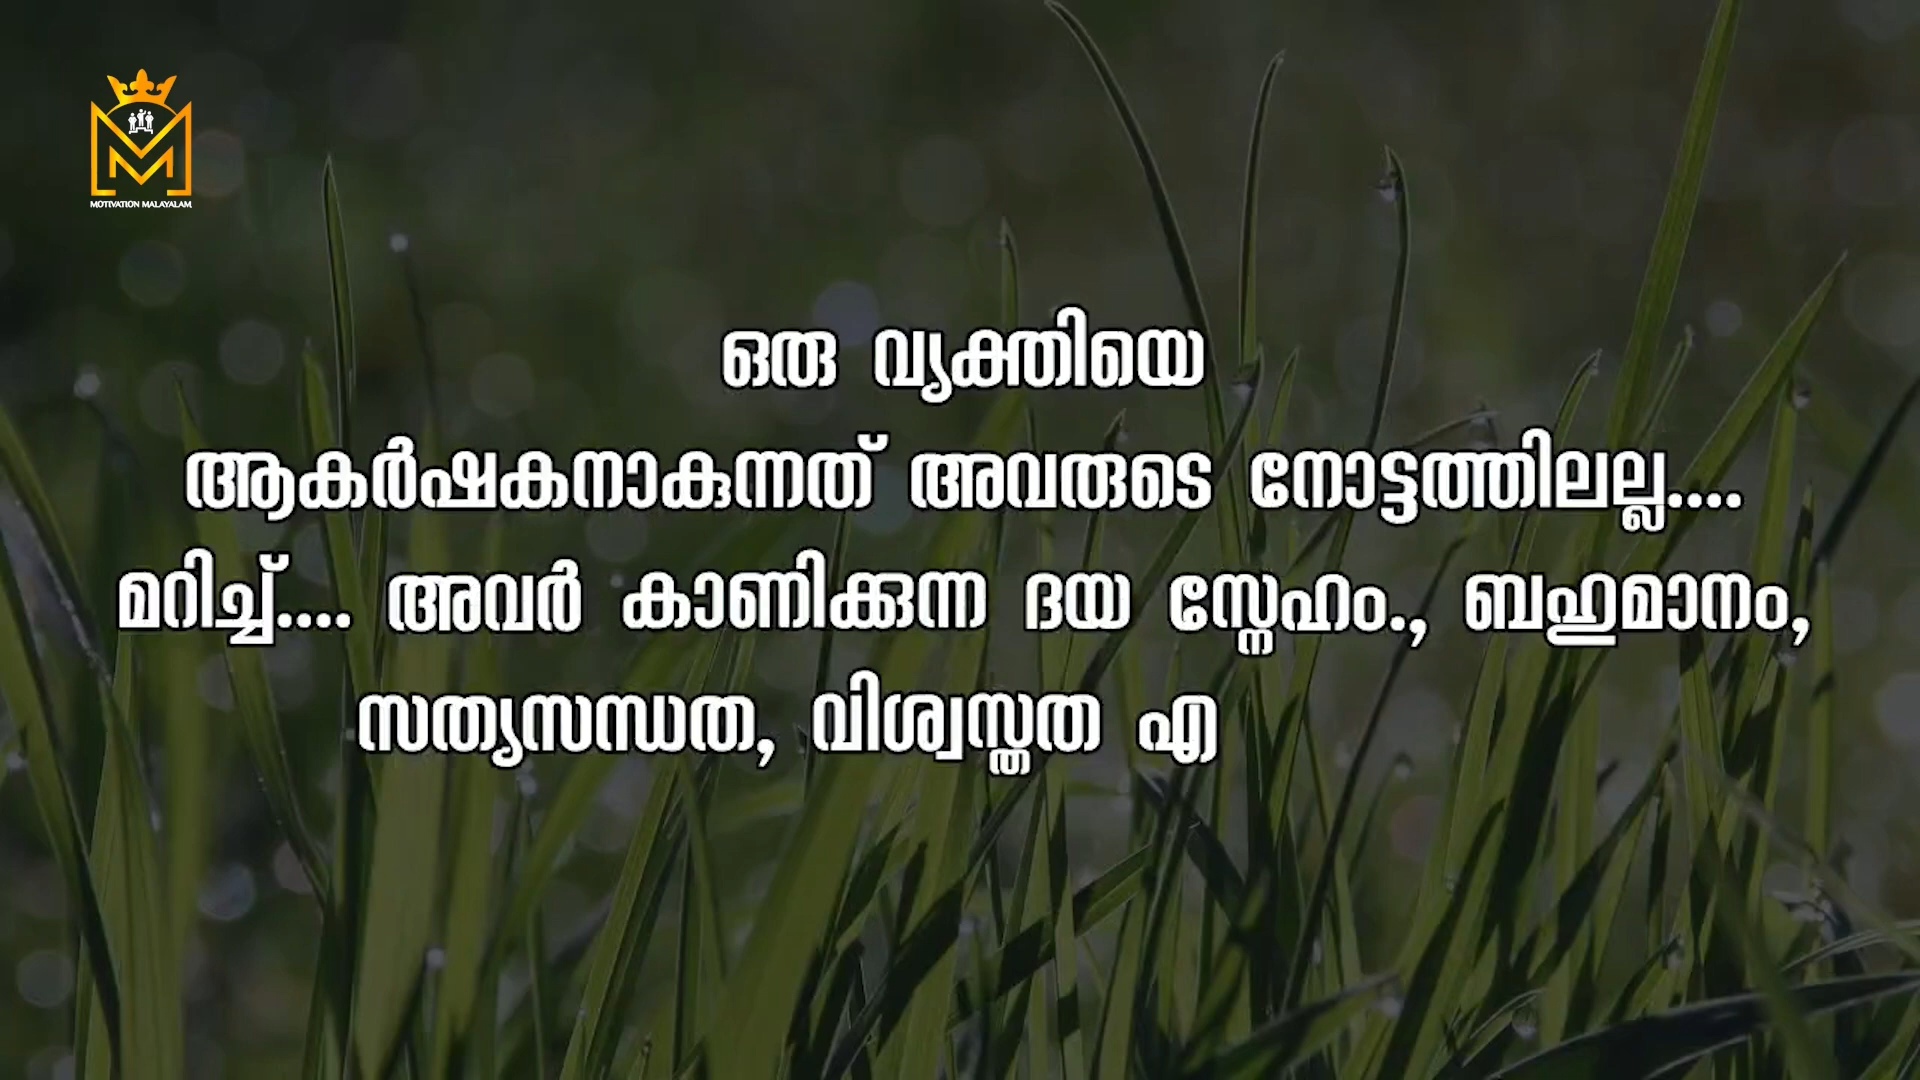 MOTIVATION MALAYALAM
ഒരു വ്യക്തിയെ
ആകർഷകനാകുന്നത് അവരുടെ നോട്ടത്തിലല്ല....
മറിച്ച്.... അവർ കാണിക്കുന്ന ദയ സ്നേഹം., ബഹുമാനം,
സത്യസന്ധത, വിശ്വസ്തത എ